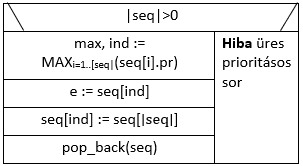 |seq|>0
max, ind :=
MAXi=1..[seq|(seq[i].pr)
e := seq[ind]
seq[ind] := seq[|seq|]
pop_back(seq)
Hiba üres
prioritásos
sor